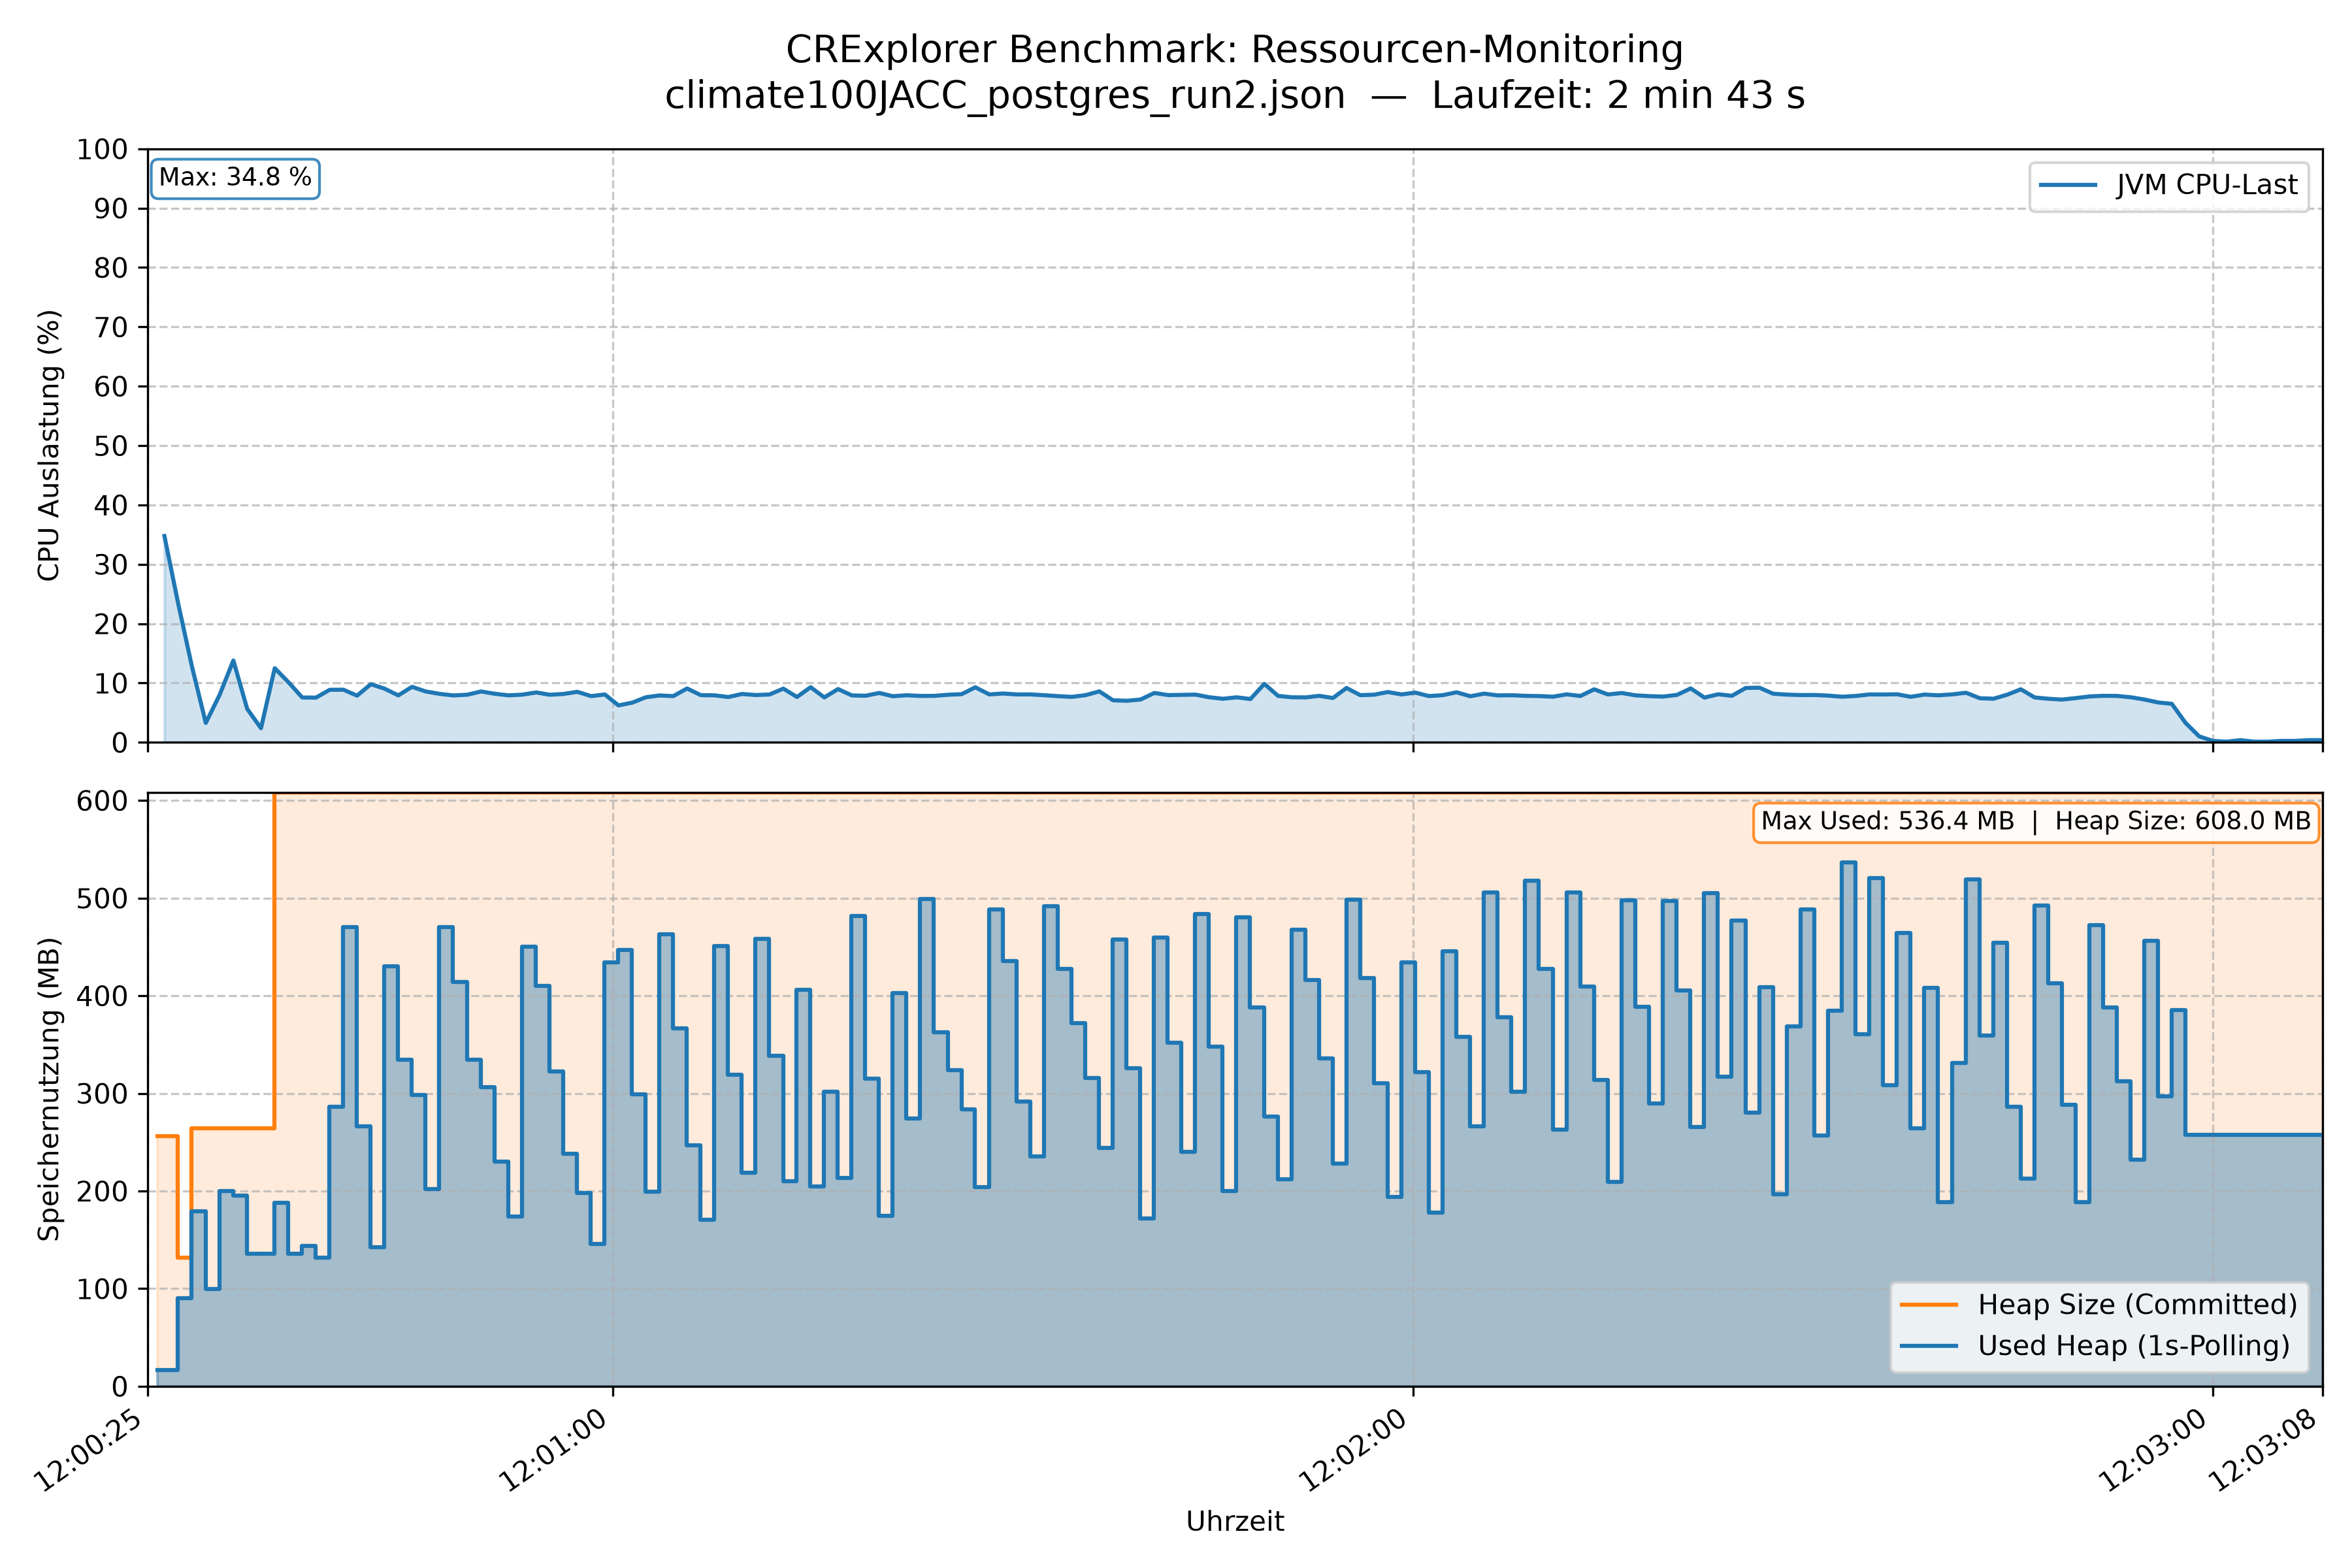 CRExplorer Benchmark: Ressourcen-Monitoring
climate100JACC_postgres_run2.json — Laufzeit: 2 min 43 s
Max: 34.8 %
JVM CPU-Last
CPU Auslastung (%)
100
90
80
70
60
50
40
30
20
10
0
Max Used: 536.4 MB | Heap Size: 608.0 MB
Speichernutzung (MB)
600
500
400
300
200
100
0
Heap Size (Committed)
Used Heap (1s-Polling)
12:00:25
12:01:00
12:02:00
12:03:00
12:03:08
Uhrzeit